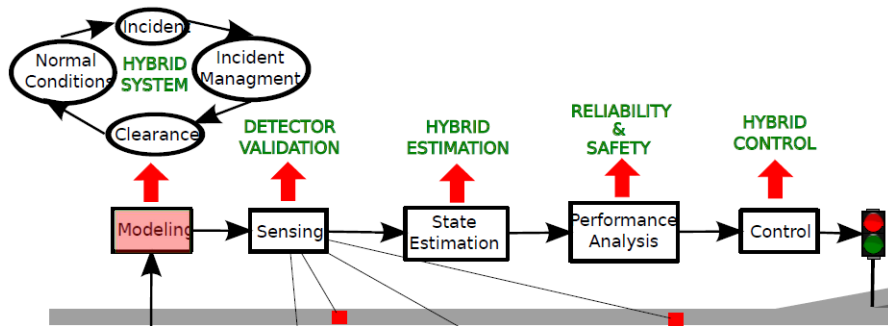 Incident
Normal
Conditions
HYBRID
SYSTEM
Incident
Managment
Clearance
DETECTOR
VALIDATION
HYBRID
ESTIMATION
RELIABILITY
&
SAFETY
HYBRID
CONTROL
Modeling
Sensing
State
Estimation
Performance
Analysis
Control